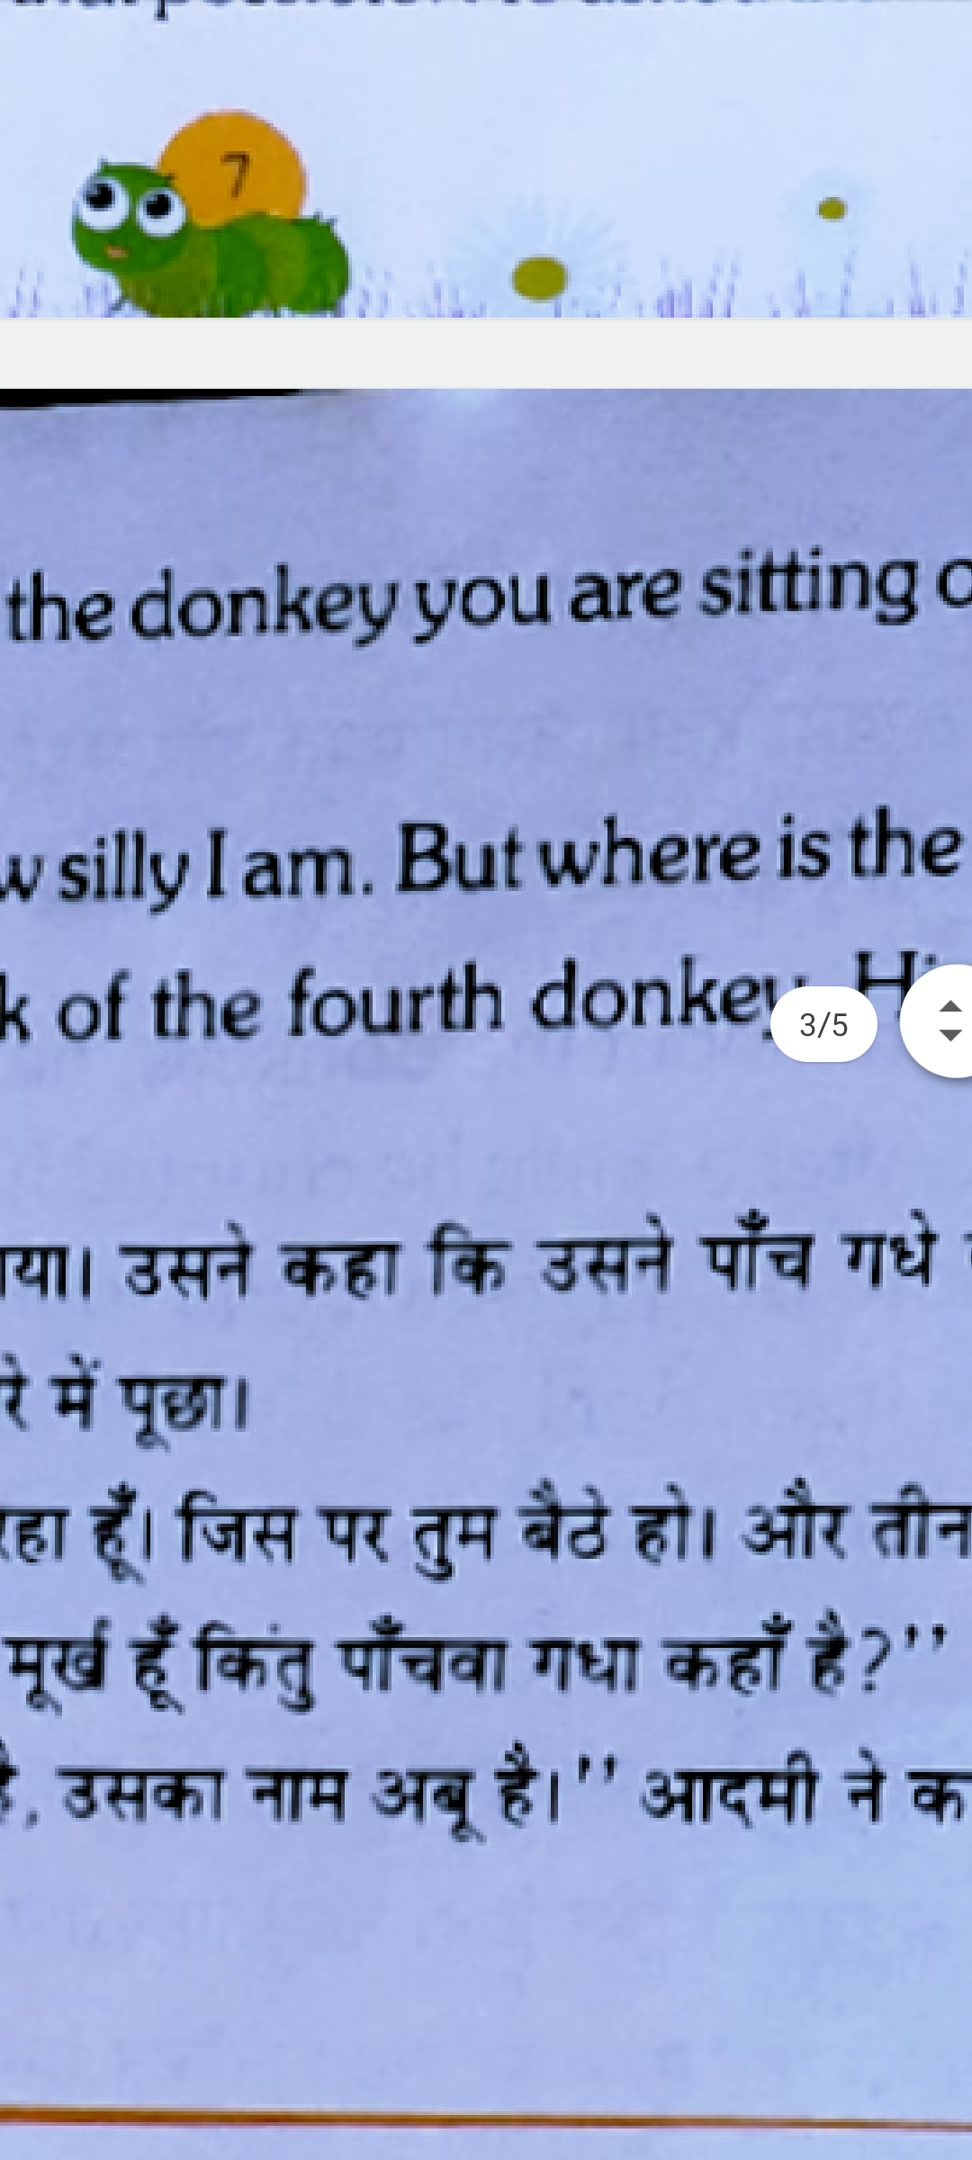 7
the donkey you are sitting
silly I am. But where is the
of the fourth donkey.
3/5
उसने कहा कि उसने पाँच गधे
में पूछा।
हूँ। जिस पर तुम बैठे हो। और तीन
मूर्ख हूँ किंतु पाँचवा गधा कहाँ है?''
, उसका नाम अबू है।'' आदमी ने